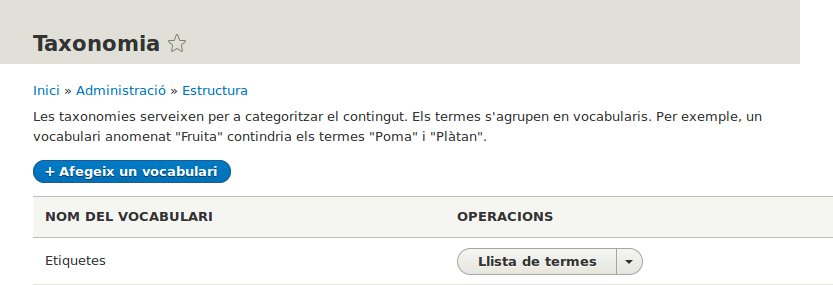 Taxonomia
Inici » Administració » Estructura
Les taxonomies serveixen per a categoritzar el contingut. Els termes s'agrupen en vocabularis. Per exemple, un
vocabulari anomenat "Fruita" contindria els termes "Poma" i "Plàtan".
+ Afegeix un vocabulari
NOM DEL VOCABULARI OPERACIONS
Etiquetes Llista de termes